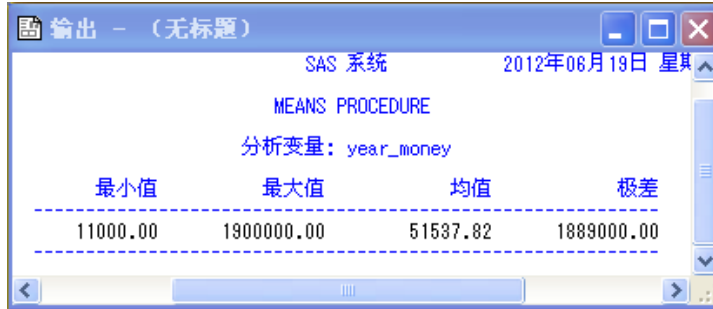 输出 - （无标题）
SAS 系统 2012年06月19日 星期
MEANS PROCEDURE
分析变量: year_money
最小值 最大值 均值 极差
11000.00 1900000.00 51537.82 1889000.00